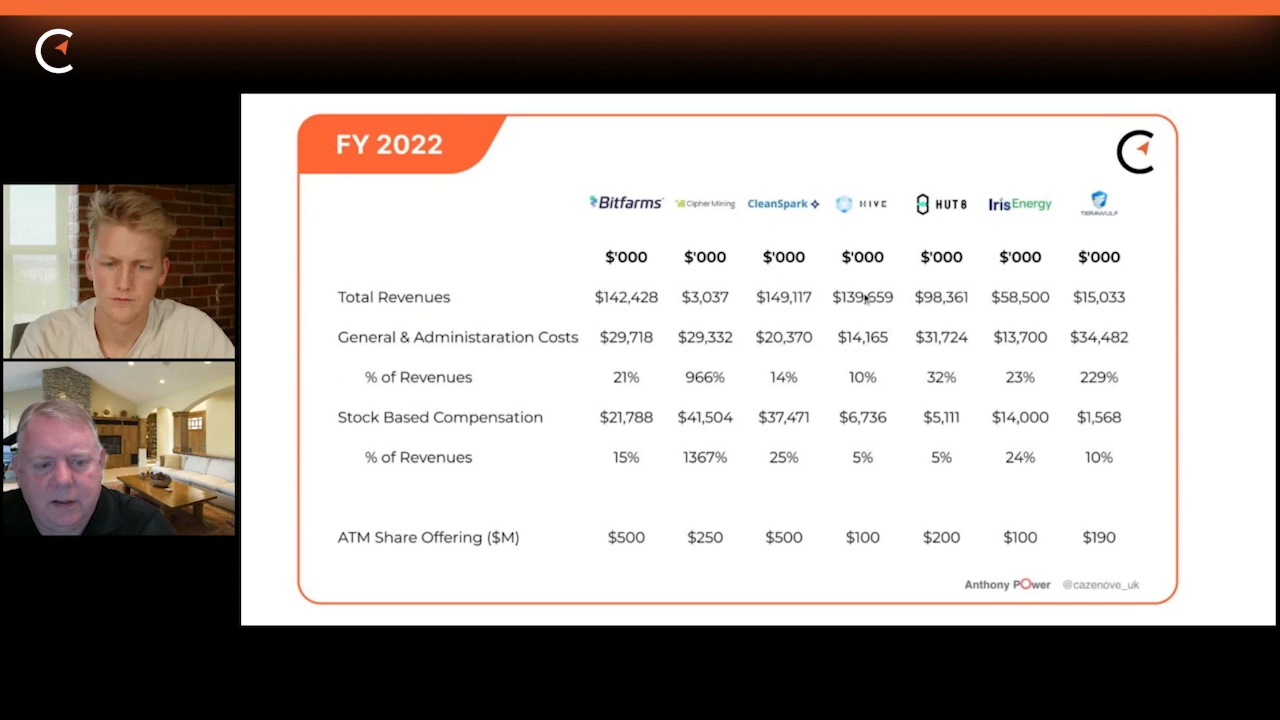 FY 2022
Bitfarms CipherMining CleanSpark HIVE HUT8 IrisEnergy TERAWULF
$'000 $'000 $'000 $'000 $'000 $'000 $'000
Total Revenues $142,428 $3,037 $149,117 $139,659 $98,361 $58,500 $15,033
General & Administaration Costs $29,718 $29,332 $20,370 $14,165 $31,724 $13,700 $34,482
% of Revenues 21% 966% 14% 10% 32% 23% 229%
Stock Based Compensation $21,788 $41,504 $37,471 $6,736 $5,111 $14,000 $1,568
% of Revenues 15% 1367% 25% 5% 5% 24% 10%
ATM Share Offering ($M) $500 $250 $500 $100 $200 $100 $190
Anthony POwer @cazenove_uk